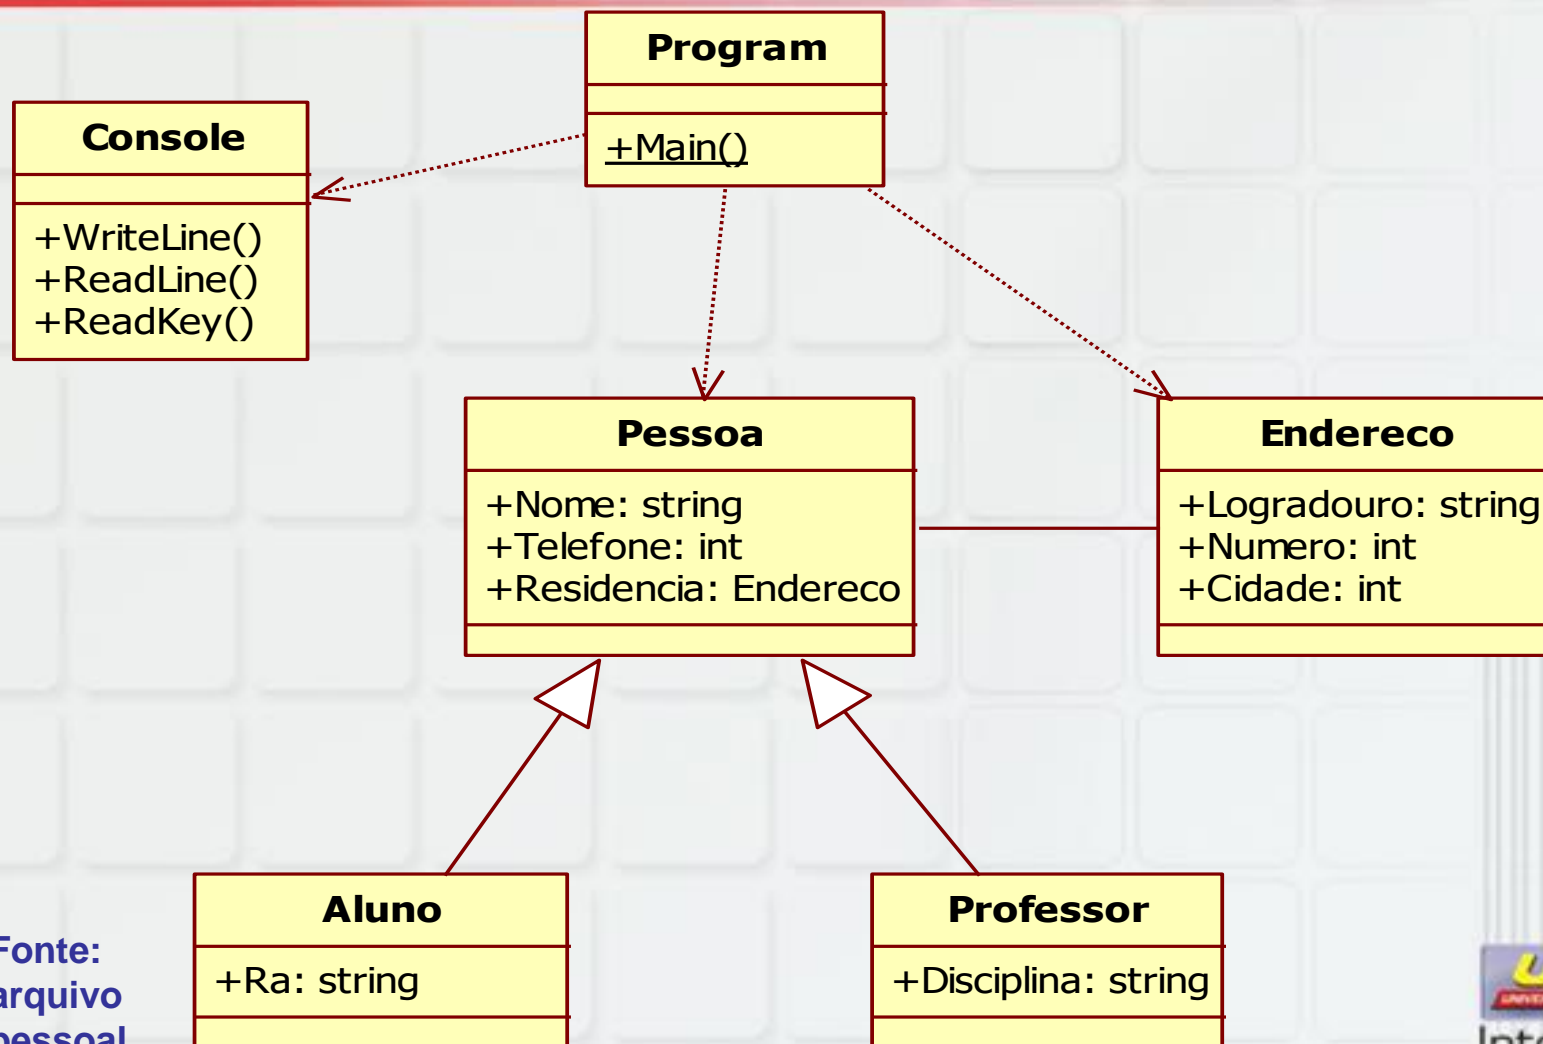 Program
+Main()
Console
+WriteLine()
+ReadLine()
+ReadKey()
Pessoa
+Nome: string
+Telefone: int
+Residencia: Endereco
Endereco
+Logradouro: string
+Numero: int
+Cidade: int
Aluno
+Ra: string
Professor
+Disciplina: string
Fonte:
arquivo
pessoal